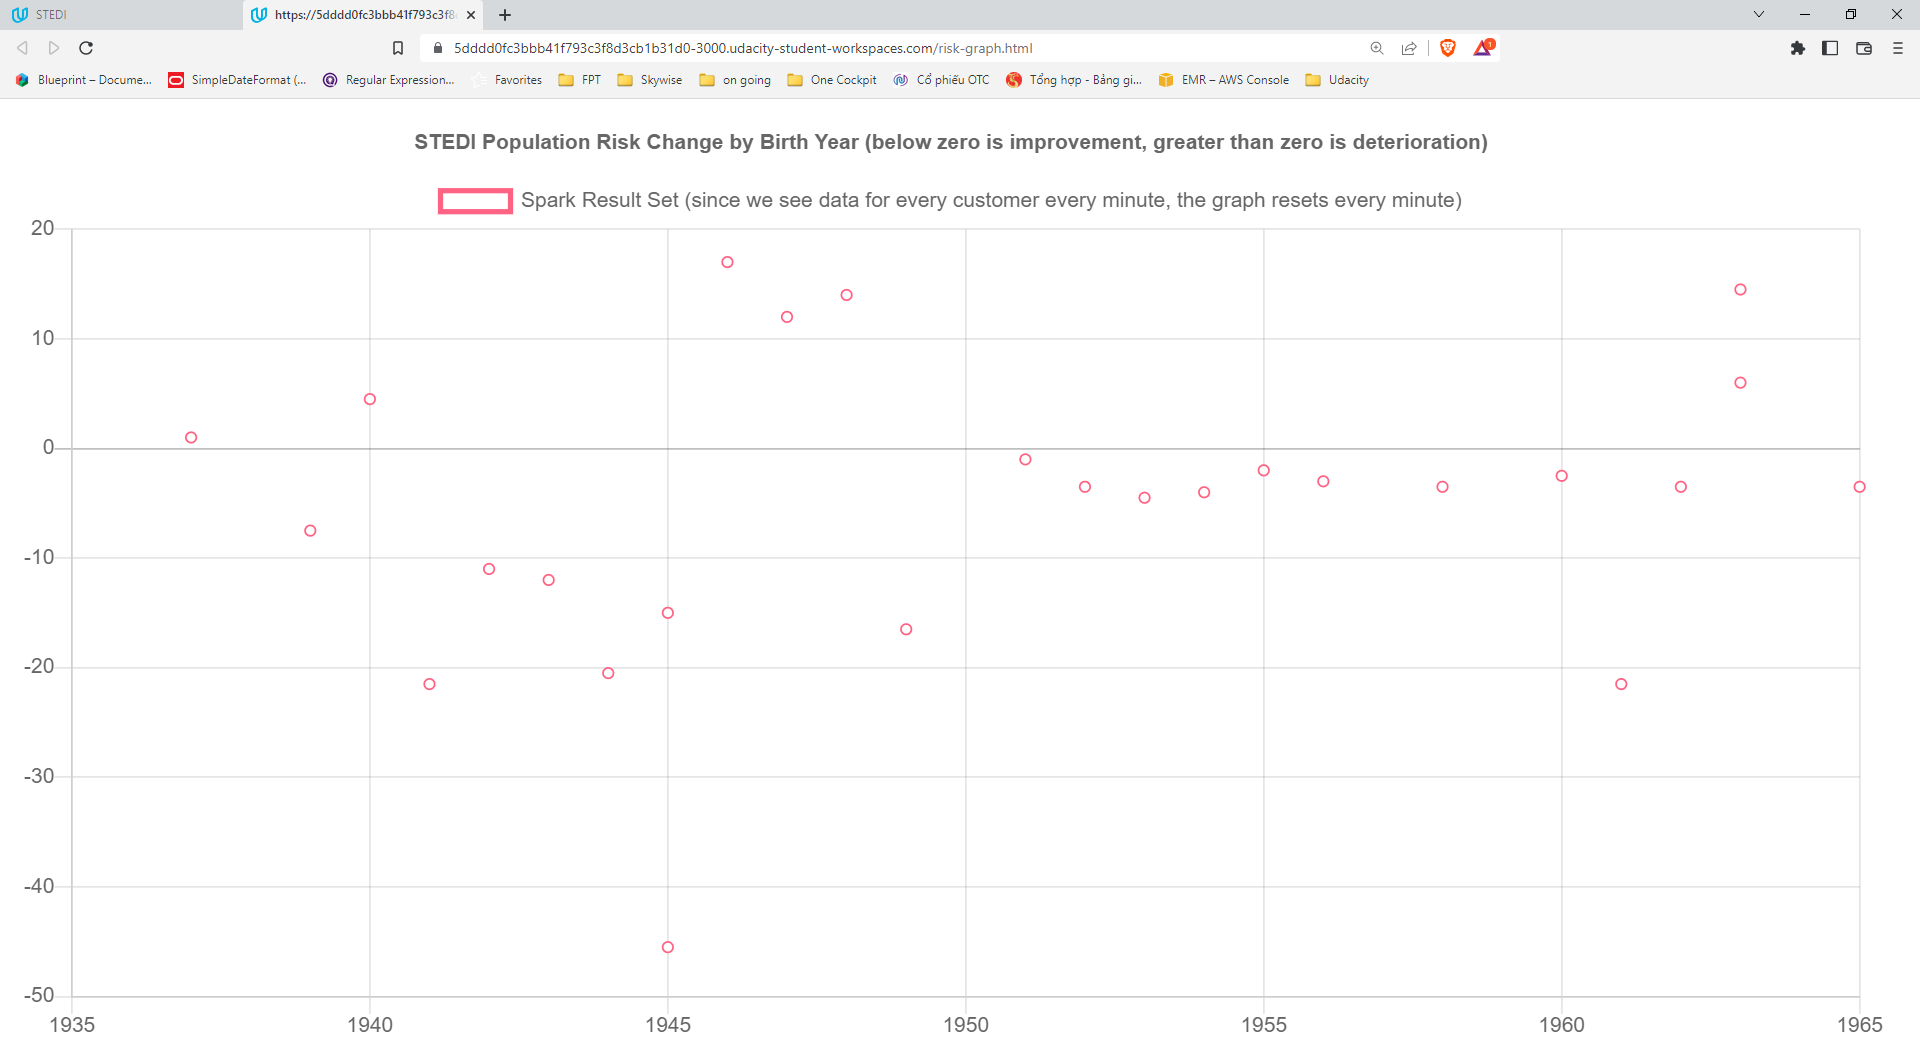 STEDI
https://5dddd0fc3bbb41f793c3f8
5dddd0fc3bbb41f793c3f8d3cb1b31d0-3000.udacity-student-workspaces.com/risk-graph.html
1
Blueprint – Docume... SimpleDateFormat (... Regular Expression... Favorites FPT Skywise on going One Cockpit Cổ phiếu OTC Tổng hợp - Bảng gi... EMR – AWS Console Udacity
STEDI Population Risk Change by Birth Year (below zero is improvement, greater than zero is deterioration)
Spark Result Set (since we see data for every customer every minute, the graph resets every minute)
20
10
0
-10
-20
-30
-40
-50
1935 1940 1945 1950 1955 1960 1965